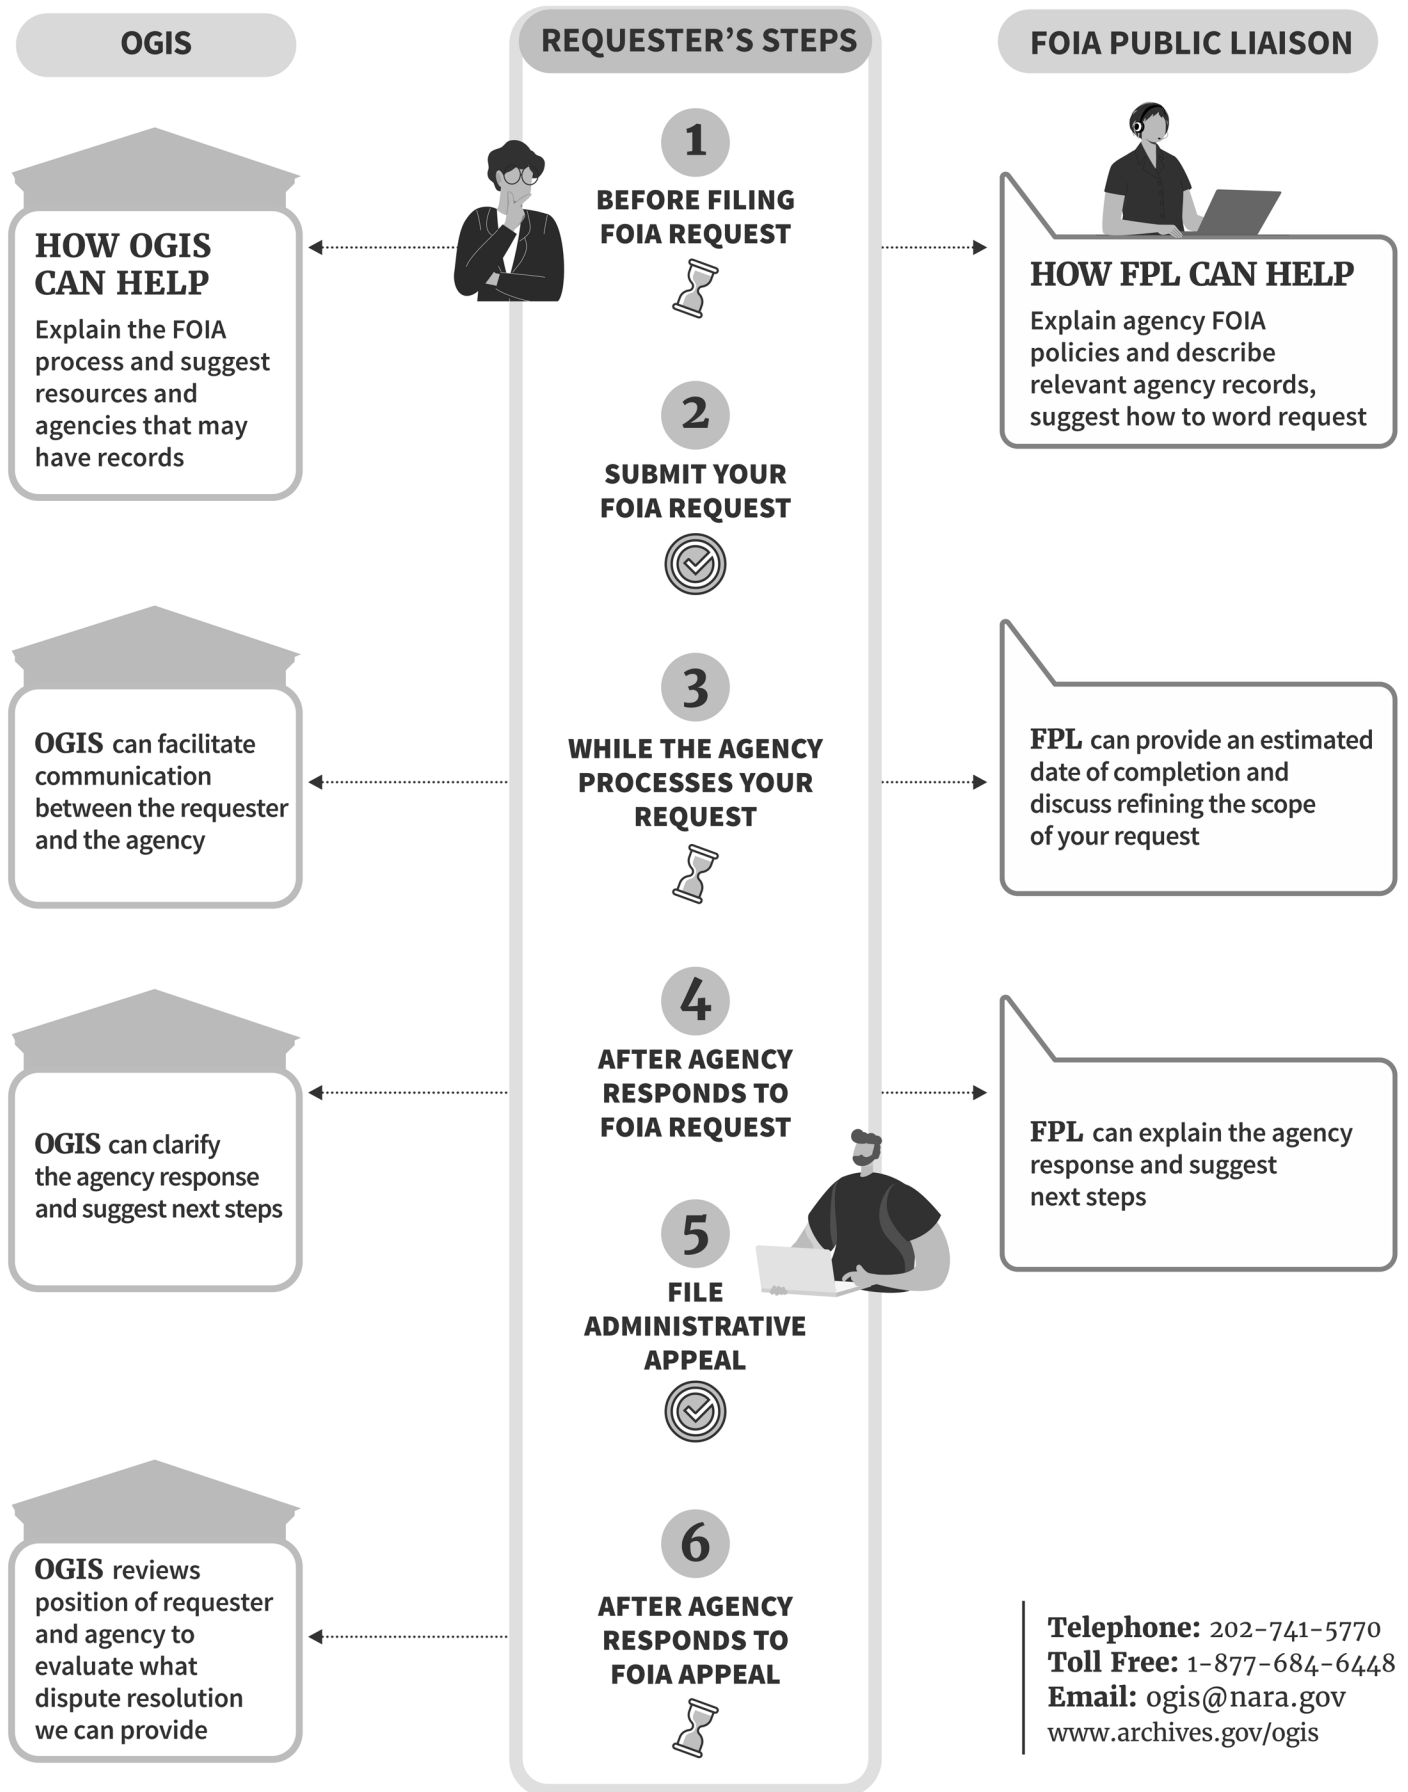 OGIS
REQUESTER'S STEPS
FOIA PUBLIC LIAISON
1
BEFORE FILING
FOIA REQUEST
HOW OGIS
CAN HELP
Explain the FOIA
process and suggest
resources and
agencies that may
have records
HOW FPL CAN HELP
Explain agency FOIA
policies and describe
relevant agency records,
suggest how to word request
2
SUBMIT YOUR
FOIA REQUEST
3
WHILE THE AGENCY
PROCESSES YOUR
REQUEST
OGIS can facilitate
communication
between the requester
and the agency
FPL can provide an estimated
date of completion and
discuss refining the scope
of your request
4
AFTER AGENCY
RESPONDS TO
FOIA REQUEST
OGIS can clarify
the agency response
and suggest next steps
FPL can explain the agency
response and suggest
next steps
5
FILE
ADMINISTRATIVE
APPEAL
6
AFTER AGENCY
RESPONDS TO
FOIA APPEAL
OGIS reviews
position of requester
and agency to
evaluate what
dispute resolution
we can provide
Telephone: 202-741-5770
Toll Free: 1-877-684-6448
Email: ogis@nara.gov
www.archives.gov/ogis